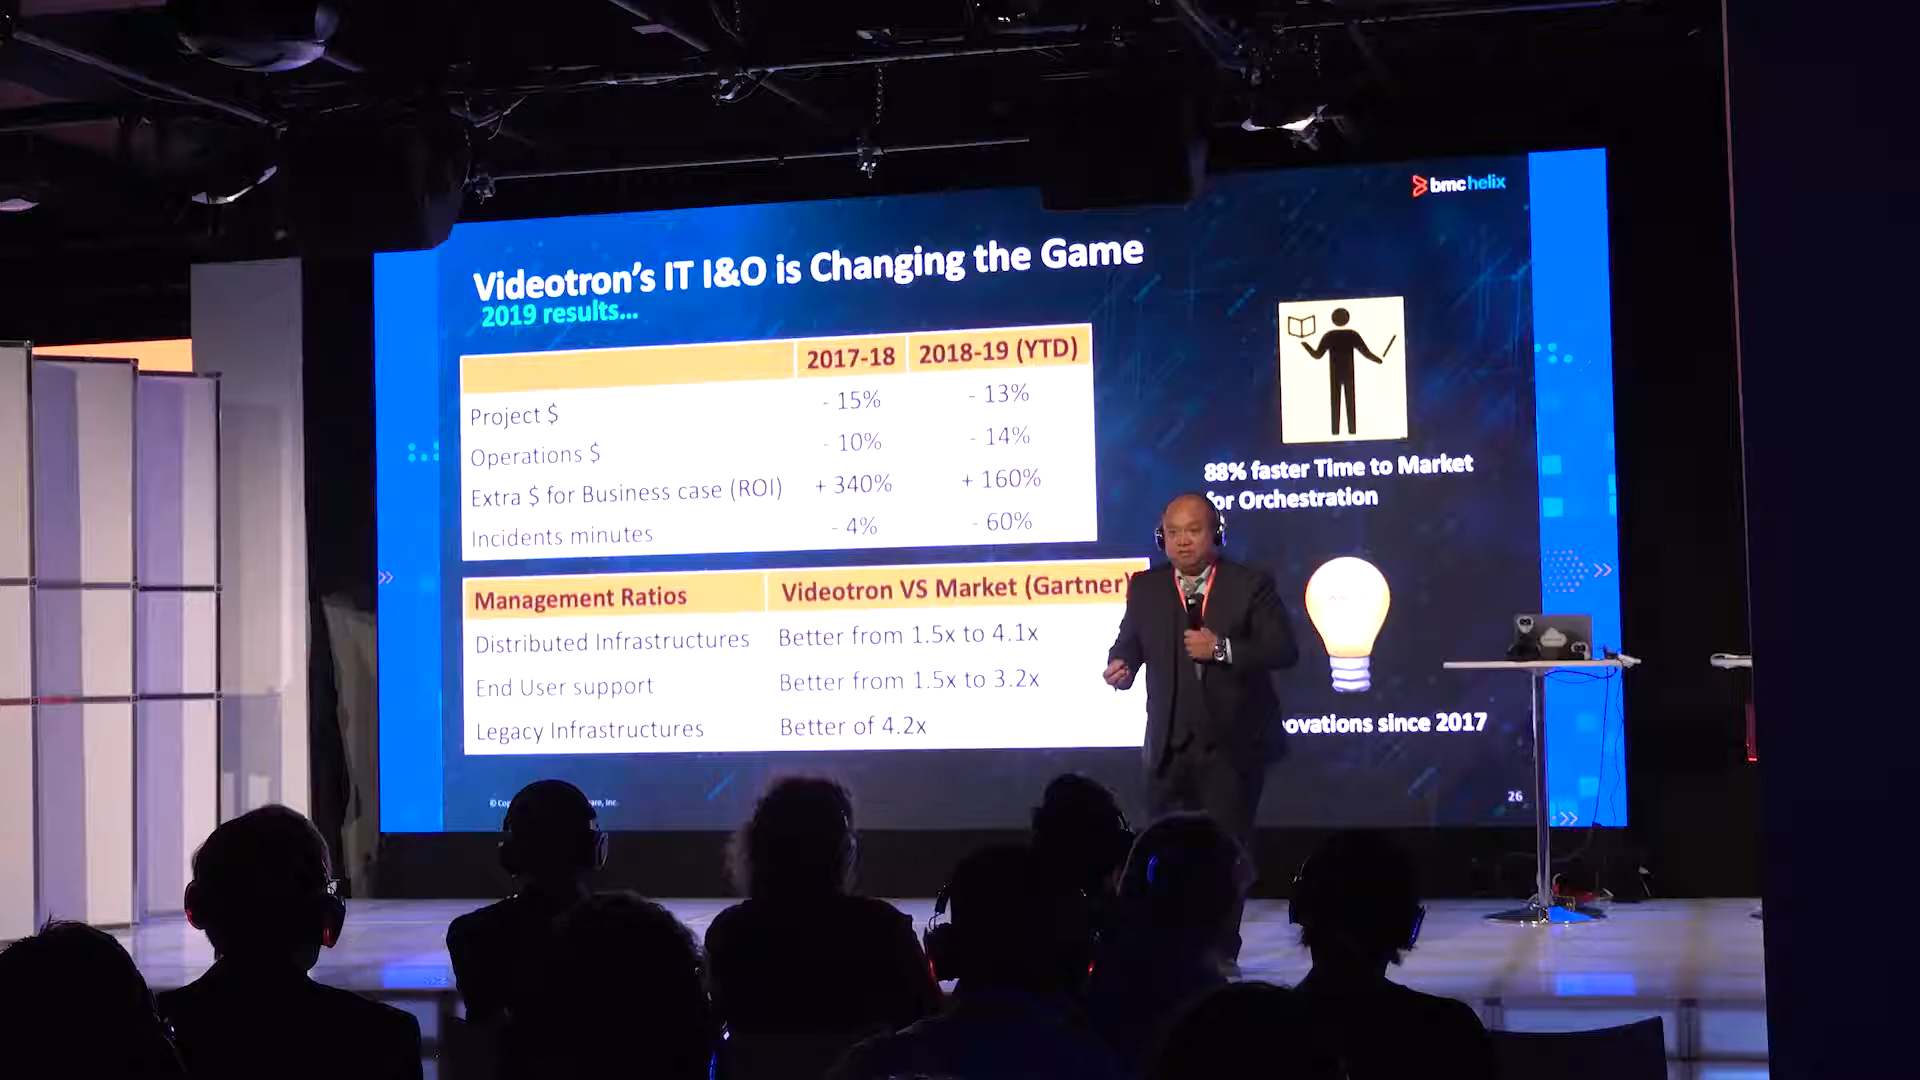 bmchelix
Videotron's IT I&O is Changing the Game
2019 results...
2017-18 2018-19 (YTD)
Project $ - 15% - 13%
Operations $ - 10% - 14%
Extra $ for Business case (ROI) + 340% + 160%
Incidents minutes - 4% - 60%
Management Ratios Videotron VS Market (Gartner)
Distributed Infrastructures Better from 1.5x to 4.1x
End User support Better from 1.5x to 3.2x
Legacy Infrastructures Better of 4.2x
88% faster Time to Market
for Orchestration
ovations since 2017
26